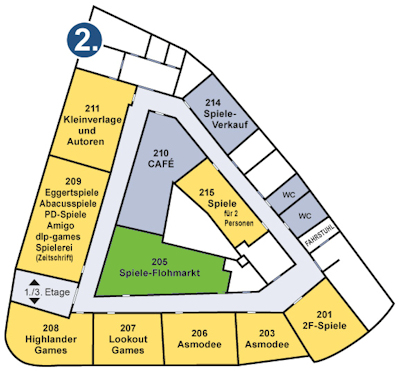 2.
211
Kleinverlage
und
Autoren
214
Spiele-
Verkauf
210
CAFÉ
209
Eggertspiele
Abacusspiele
PD-Spiele
Amigo
dlp-games
Spielerei
(Zeitschrift)
215
Spiele
für 2
Personen
WC
WC
FAHRSTUHL
205
Spiele-Flohmarkt
1./3. Etage
208
Highlander
Games
207
Lookout
Games
206
Asmodee
203
Asmodee
201
2F-Spiele